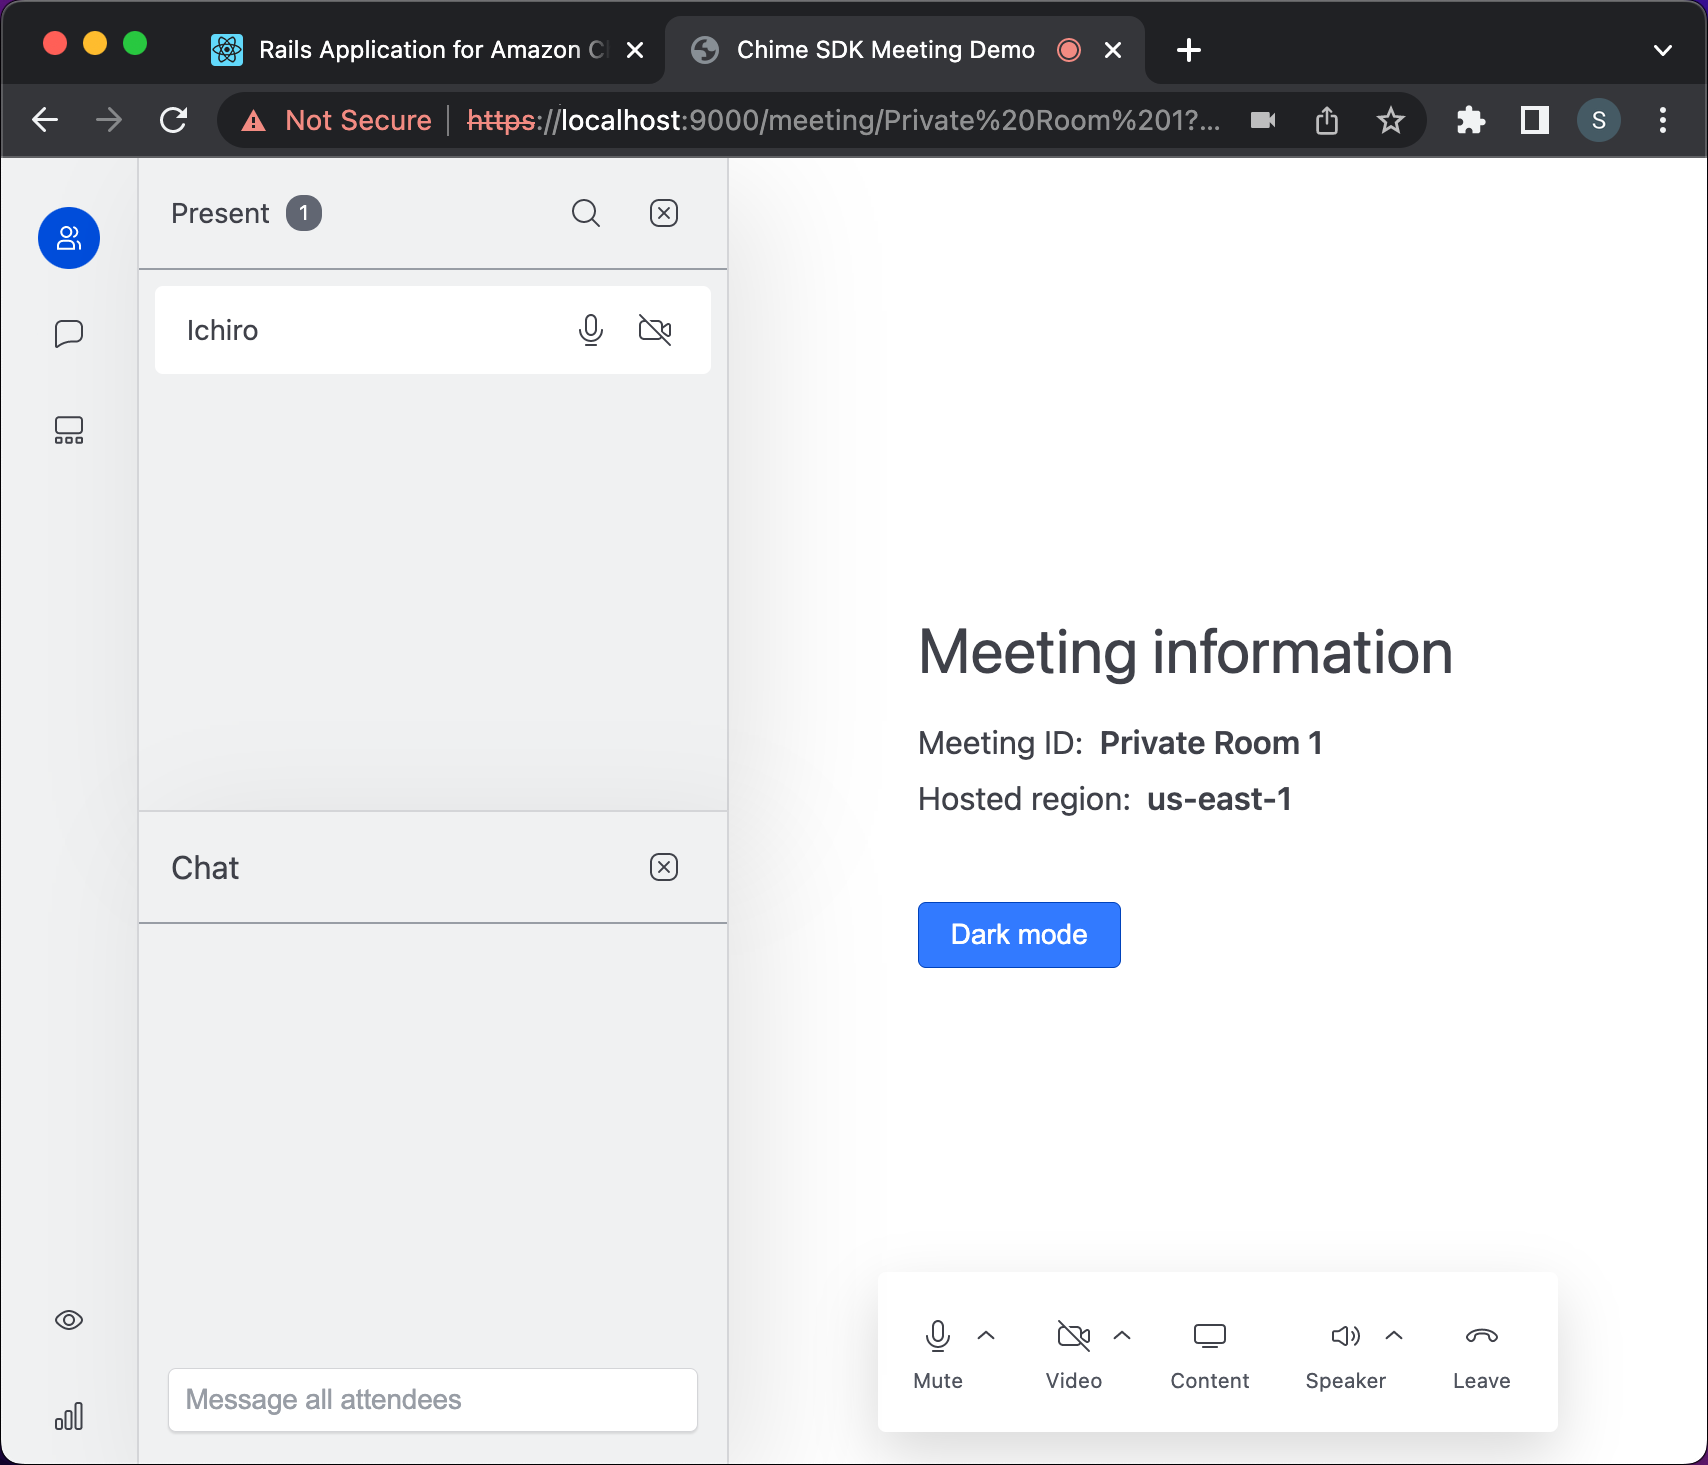 Rails Application for Amazon
Chime SDK Meeting Demo
Not Secure
https://localhost:9000/meeting/Private%20Room%201?...
S
Present 1
Ichiro
Meeting information
Meeting ID: Private Room 1
Hosted region: us-east-1
Dark mode
Chat
Message all attendees
Mute
Video
Content
Speaker
Leave